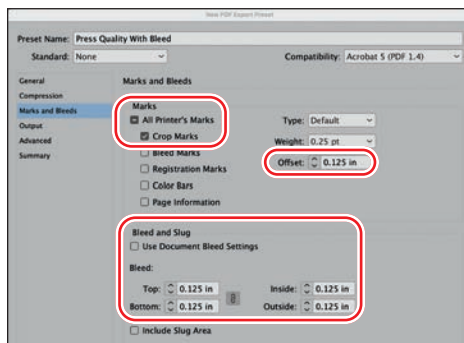 New PDF Export Preset
Preset Name: Press Quality With Bleed
Standard: None
Compatibility: Acrobat 5 (PDF 1.4)
General
Compression
Marks and Bleeds
Output
Advanced
Summary
Marks and Bleeds
Marks
All Printer's Marks
Crop Marks
Bleed Marks
Registration Marks
Color Bars
Page Information
Type: Default
Weight: 0.25 pt
Offset: 0.125 in
Bleed and Slug
Use Document Bleed Settings
Bleed:
Top: 0.125 in
Bottom: 0.125 in
Inside: 0.125 in
Outside: 0.125 in
Include Slug Area